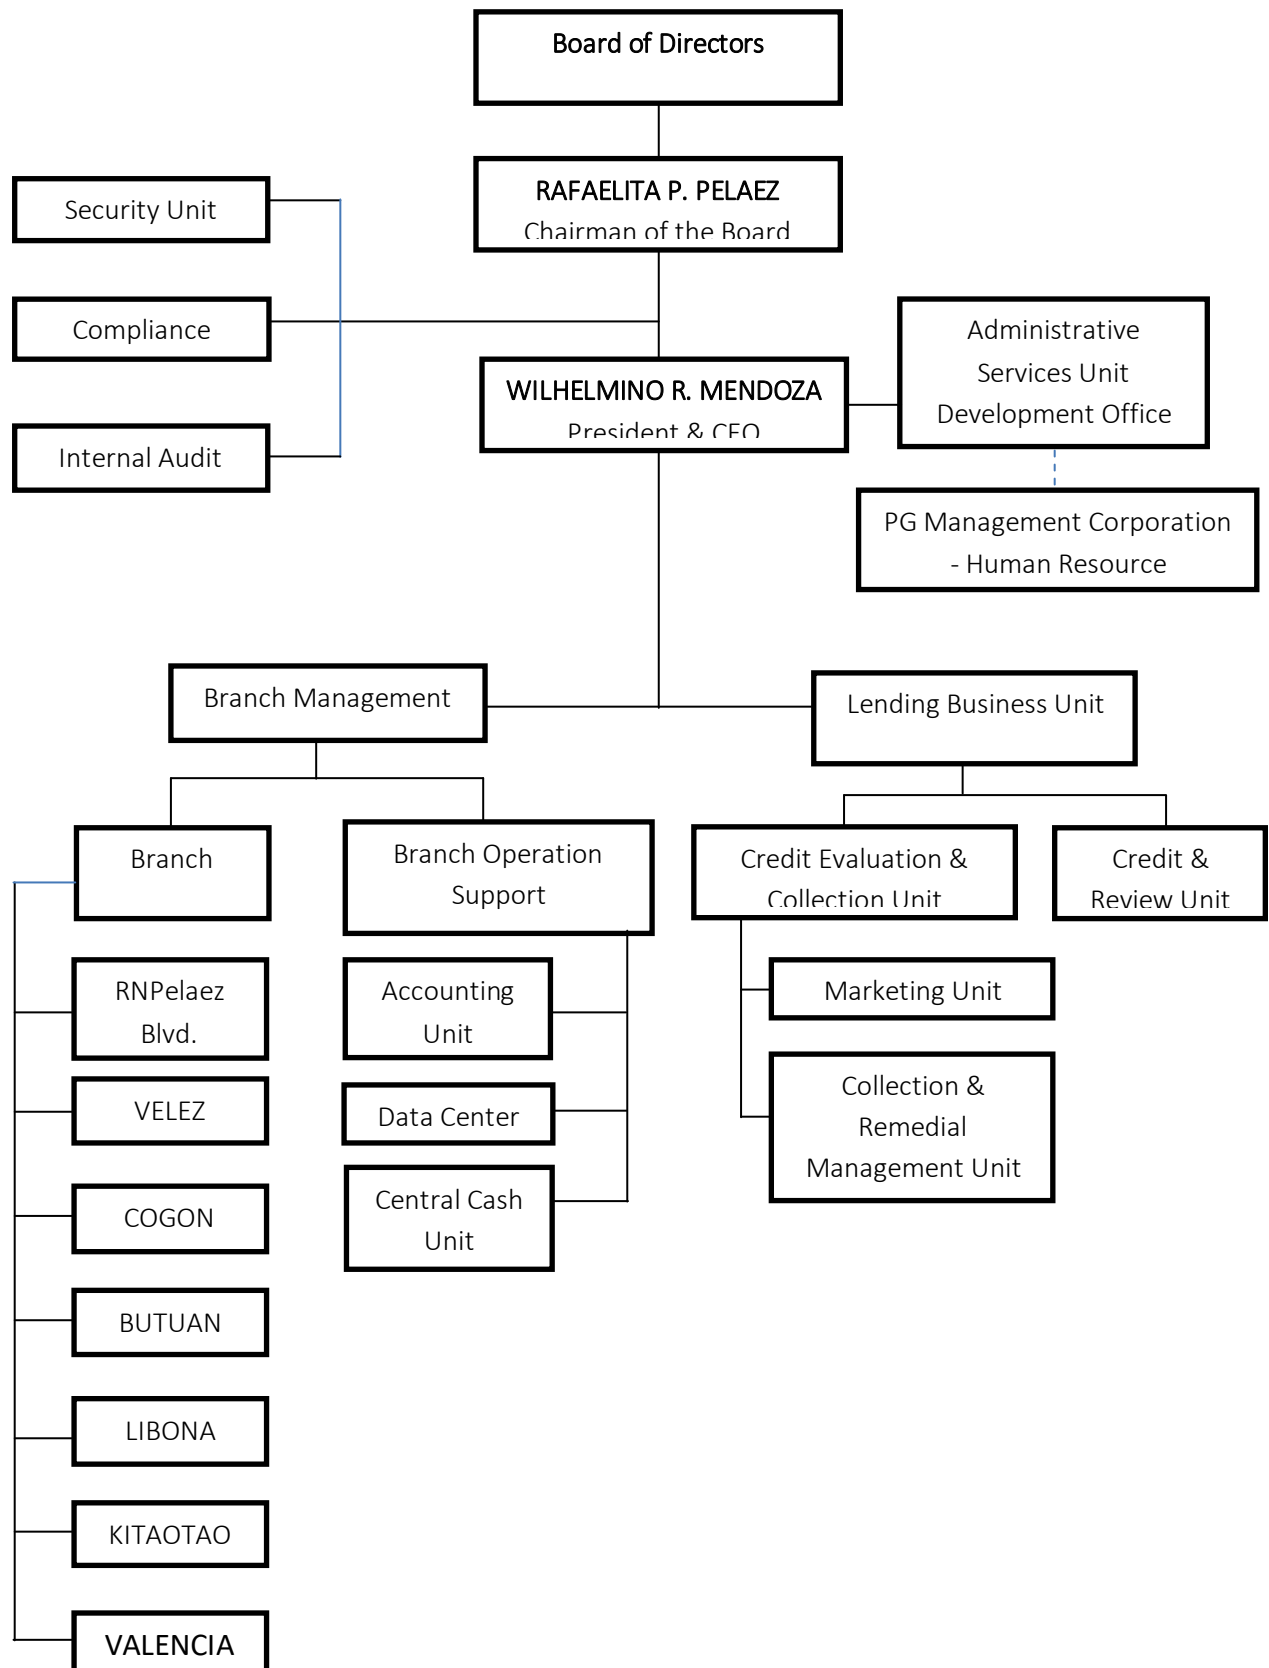 Board of Directors
RAFAELITA P. PELAEZ
Chairman of the Board
Security Unit
Compliance
Internal Audit
WILHELMINO R. MENDOZA
President & CEO
Administrative
Services Unit
Development Office
PG Management Corporation
- Human Resource
Branch Management
Lending Business Unit
Branch
Branch Operation
Support
Credit Evaluation &
Collection Unit
Credit &
Review Unit
RNPelaez
Blvd.
VELEZ
COGON
BUTUAN
LIBONA
KITAOTAO
VALENCIA
Accounting
Unit
Data Center
Central Cash
Unit
Marketing Unit
Collection &
Remedial
Management Unit